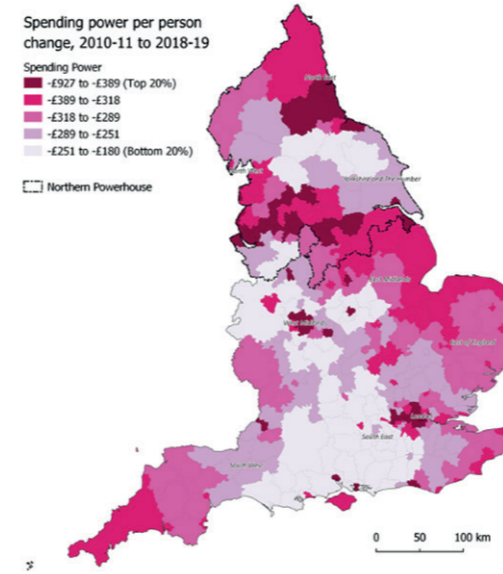 Spending power per person
change, 2010-11 to 2018-19
Spending Power
-£927 to -£389 (Top 20%)
-£389 to -£318
-£318 to -£289
-£289 to -£251
-£251 to -£180 (Bottom 20%)
Northern Powerhouse
North East
North West
Yorkshire and The Humber
East Midlands
West Midlands
East of England
London
South East
South West
0 50 100 km